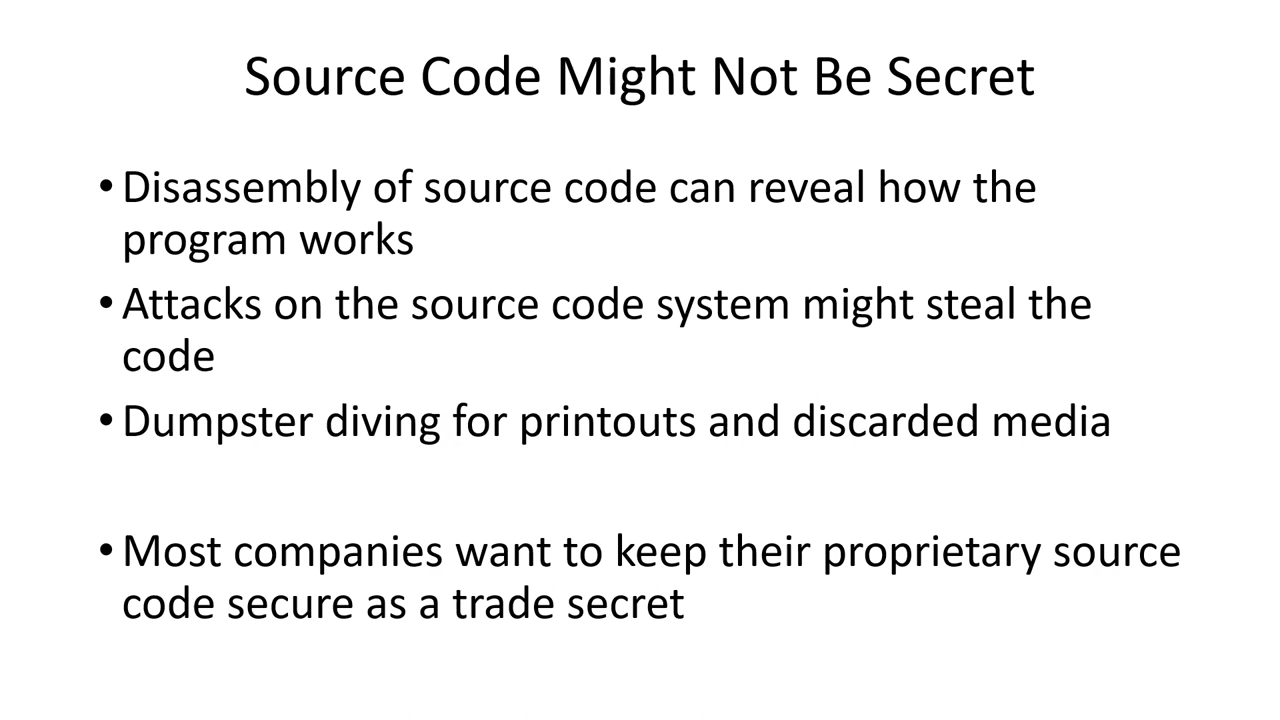 Source Code Might Not Be Secret
• Disassembly of source code can reveal how the
program works
• Attacks on the source code system might steal the
code
• Dumpster diving for printouts and discarded media
• Most companies want to keep their proprietary source
code secure as a trade secret